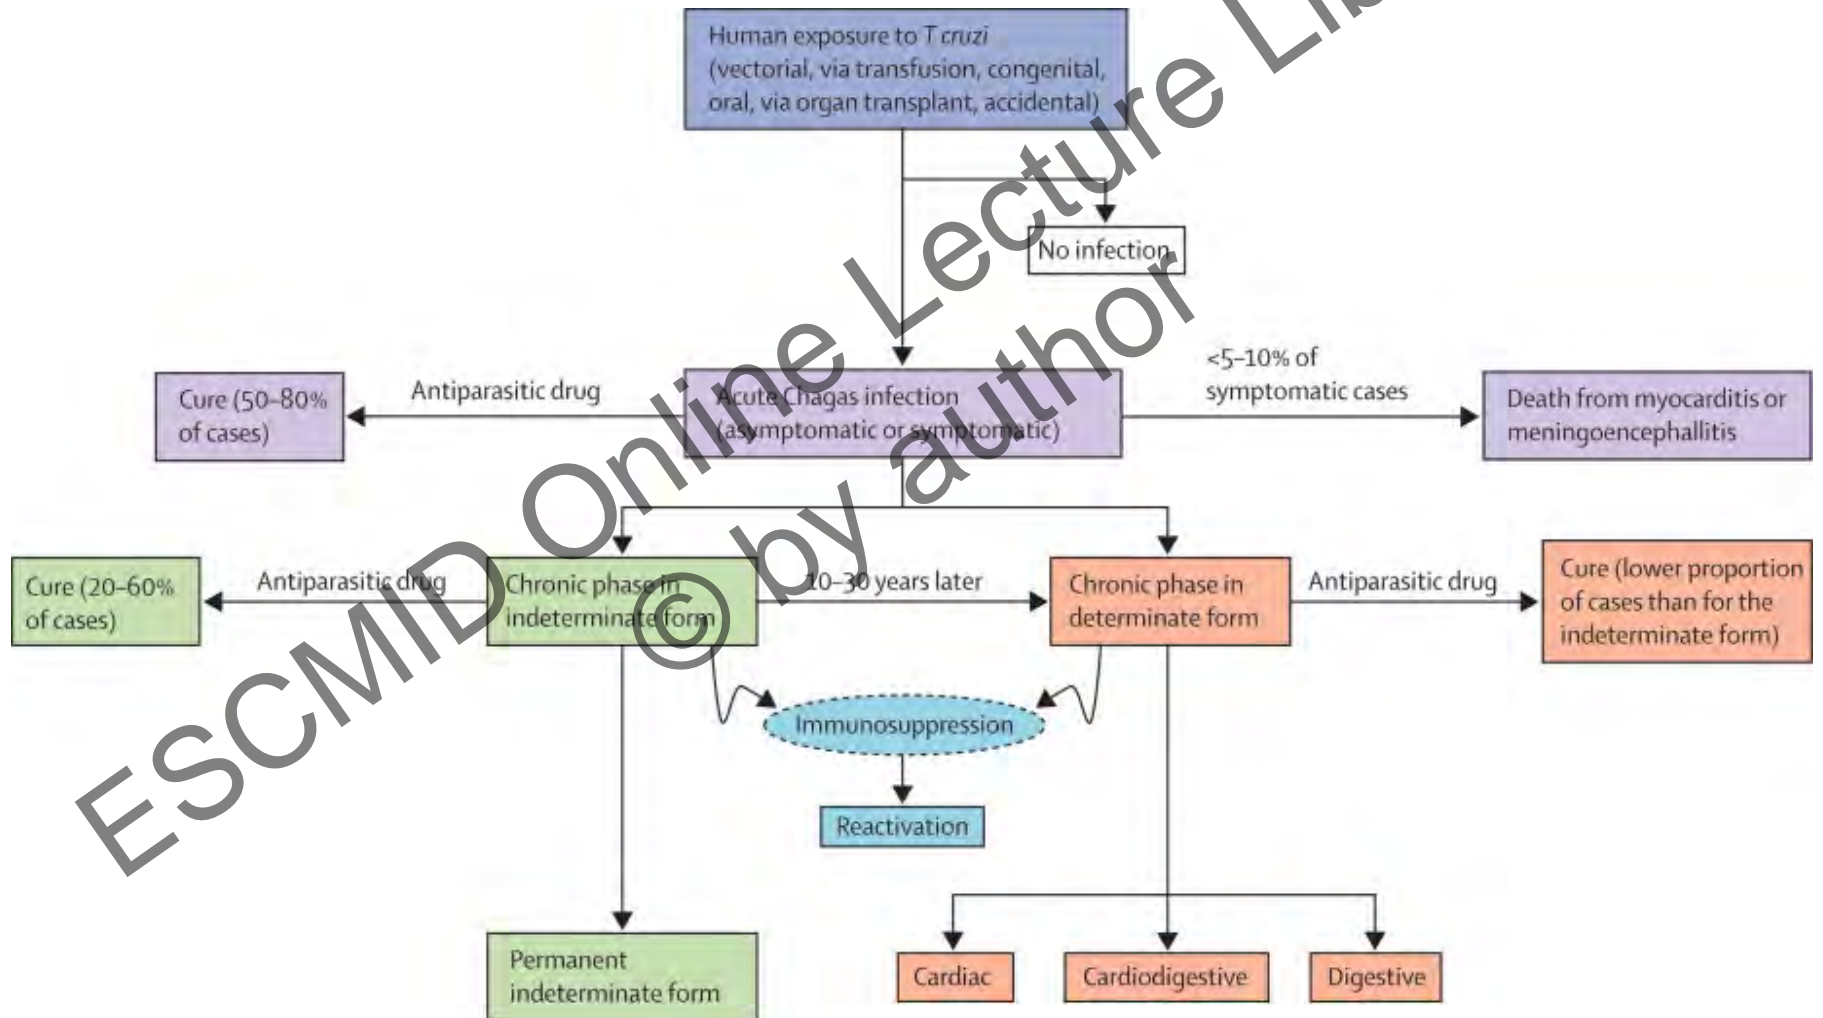 Human exposure to T cruzi
(vectorial, via transfusion, congenital,
oral, via organ transplant, accidental)
No infection
<5–10% of
symptomatic cases
Cure (50–80%
of cases)
Antiparasitic drug
Acute Chagas infection
(asymptomatic or symptomatic)
Death from myocarditis or
meningoencephallitis
Cure (20–60%
of cases)
Antiparasitic drug
Chronic phase in
indeterminate form
10–30 years later
Chronic phase in
determinate form
Antiparasitic drug
Cure (lower proportion
of cases than for the
indeterminate form)
Immunosuppression
Reactivation
Permanent
indeterminate form
Cardiac
Cardiodigestive
Digestive
ESCMID Online Lecture
© by author